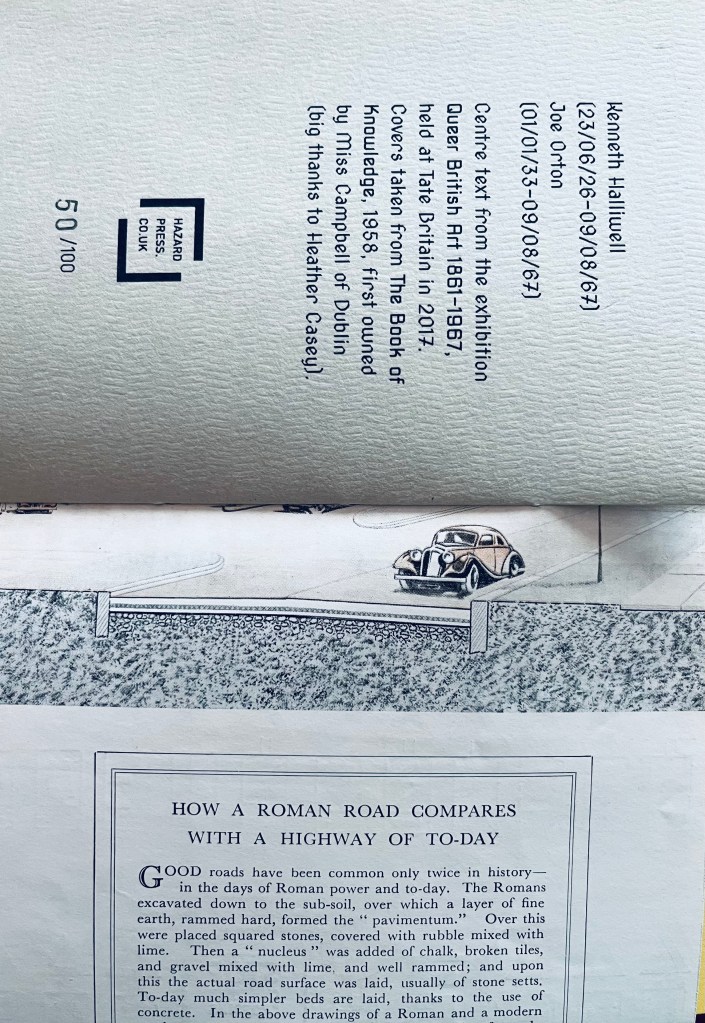 Kenneth Halliwell
(23/06/26-09/08/67)
Joe Orton
(01/01/33-09/08/67)
Centre text from the exhibition
Queer British Art 1861-1967,
held at Tate Britain in 2017.
Covers taken from The Book of
Knowledge, 1958, first owned
by Miss Campbell of Dublin
(big thanks to Heather Casey).
HAZARD
PRESS.
CO.UK
50/100
HOW A ROMAN ROAD COMPARES
WITH A HIGHWAY OF TO-DAY
GOOD roads have been common only twice in history—
in the days of Roman power and to-day. The Romans
excavated down to the sub-soil, over which a layer of fine
earth, rammed hard, formed the “ pavimentum.” Over this
were placed squared stones, covered with rubble mixed with
lime. Then a “ nucleus ” was added of chalk, broken tiles,
and gravel mixed with lime, and well rammed; and upon
this the actual road surface was laid, usually of stone setts.
To-day much simpler beds are laid, thanks to the use of
concrete. In the above drawings of a Roman and a modern